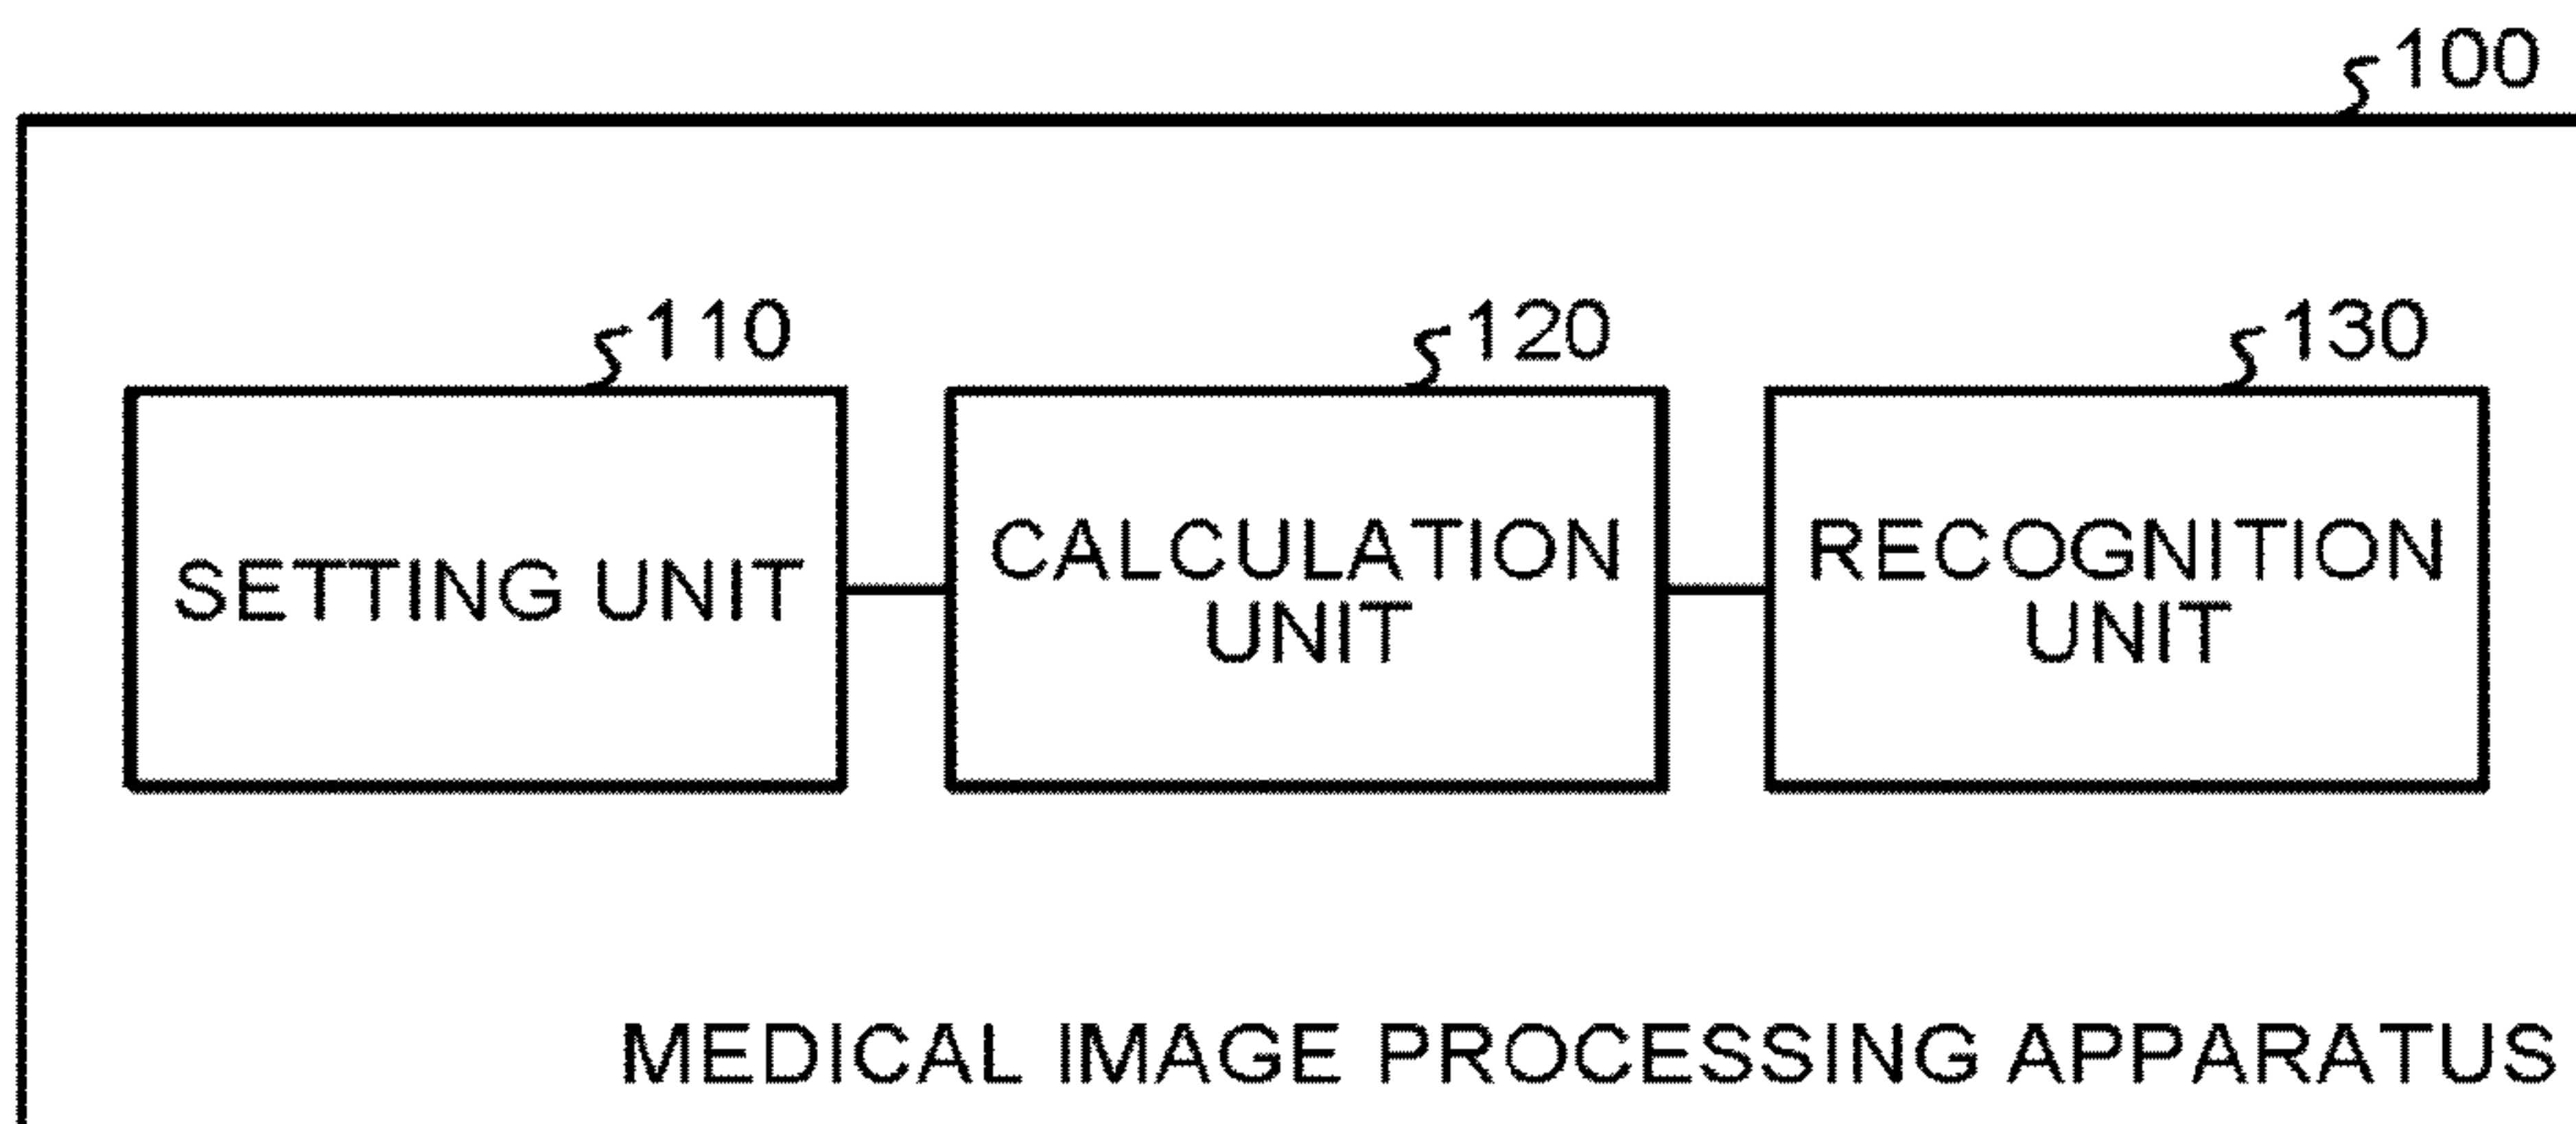 100
110
120
130
SETTING UNIT
CALCULATION
UNIT
RECOGNITION
UNIT
MEDICAL IMAGE PROCESSING APPARATUS